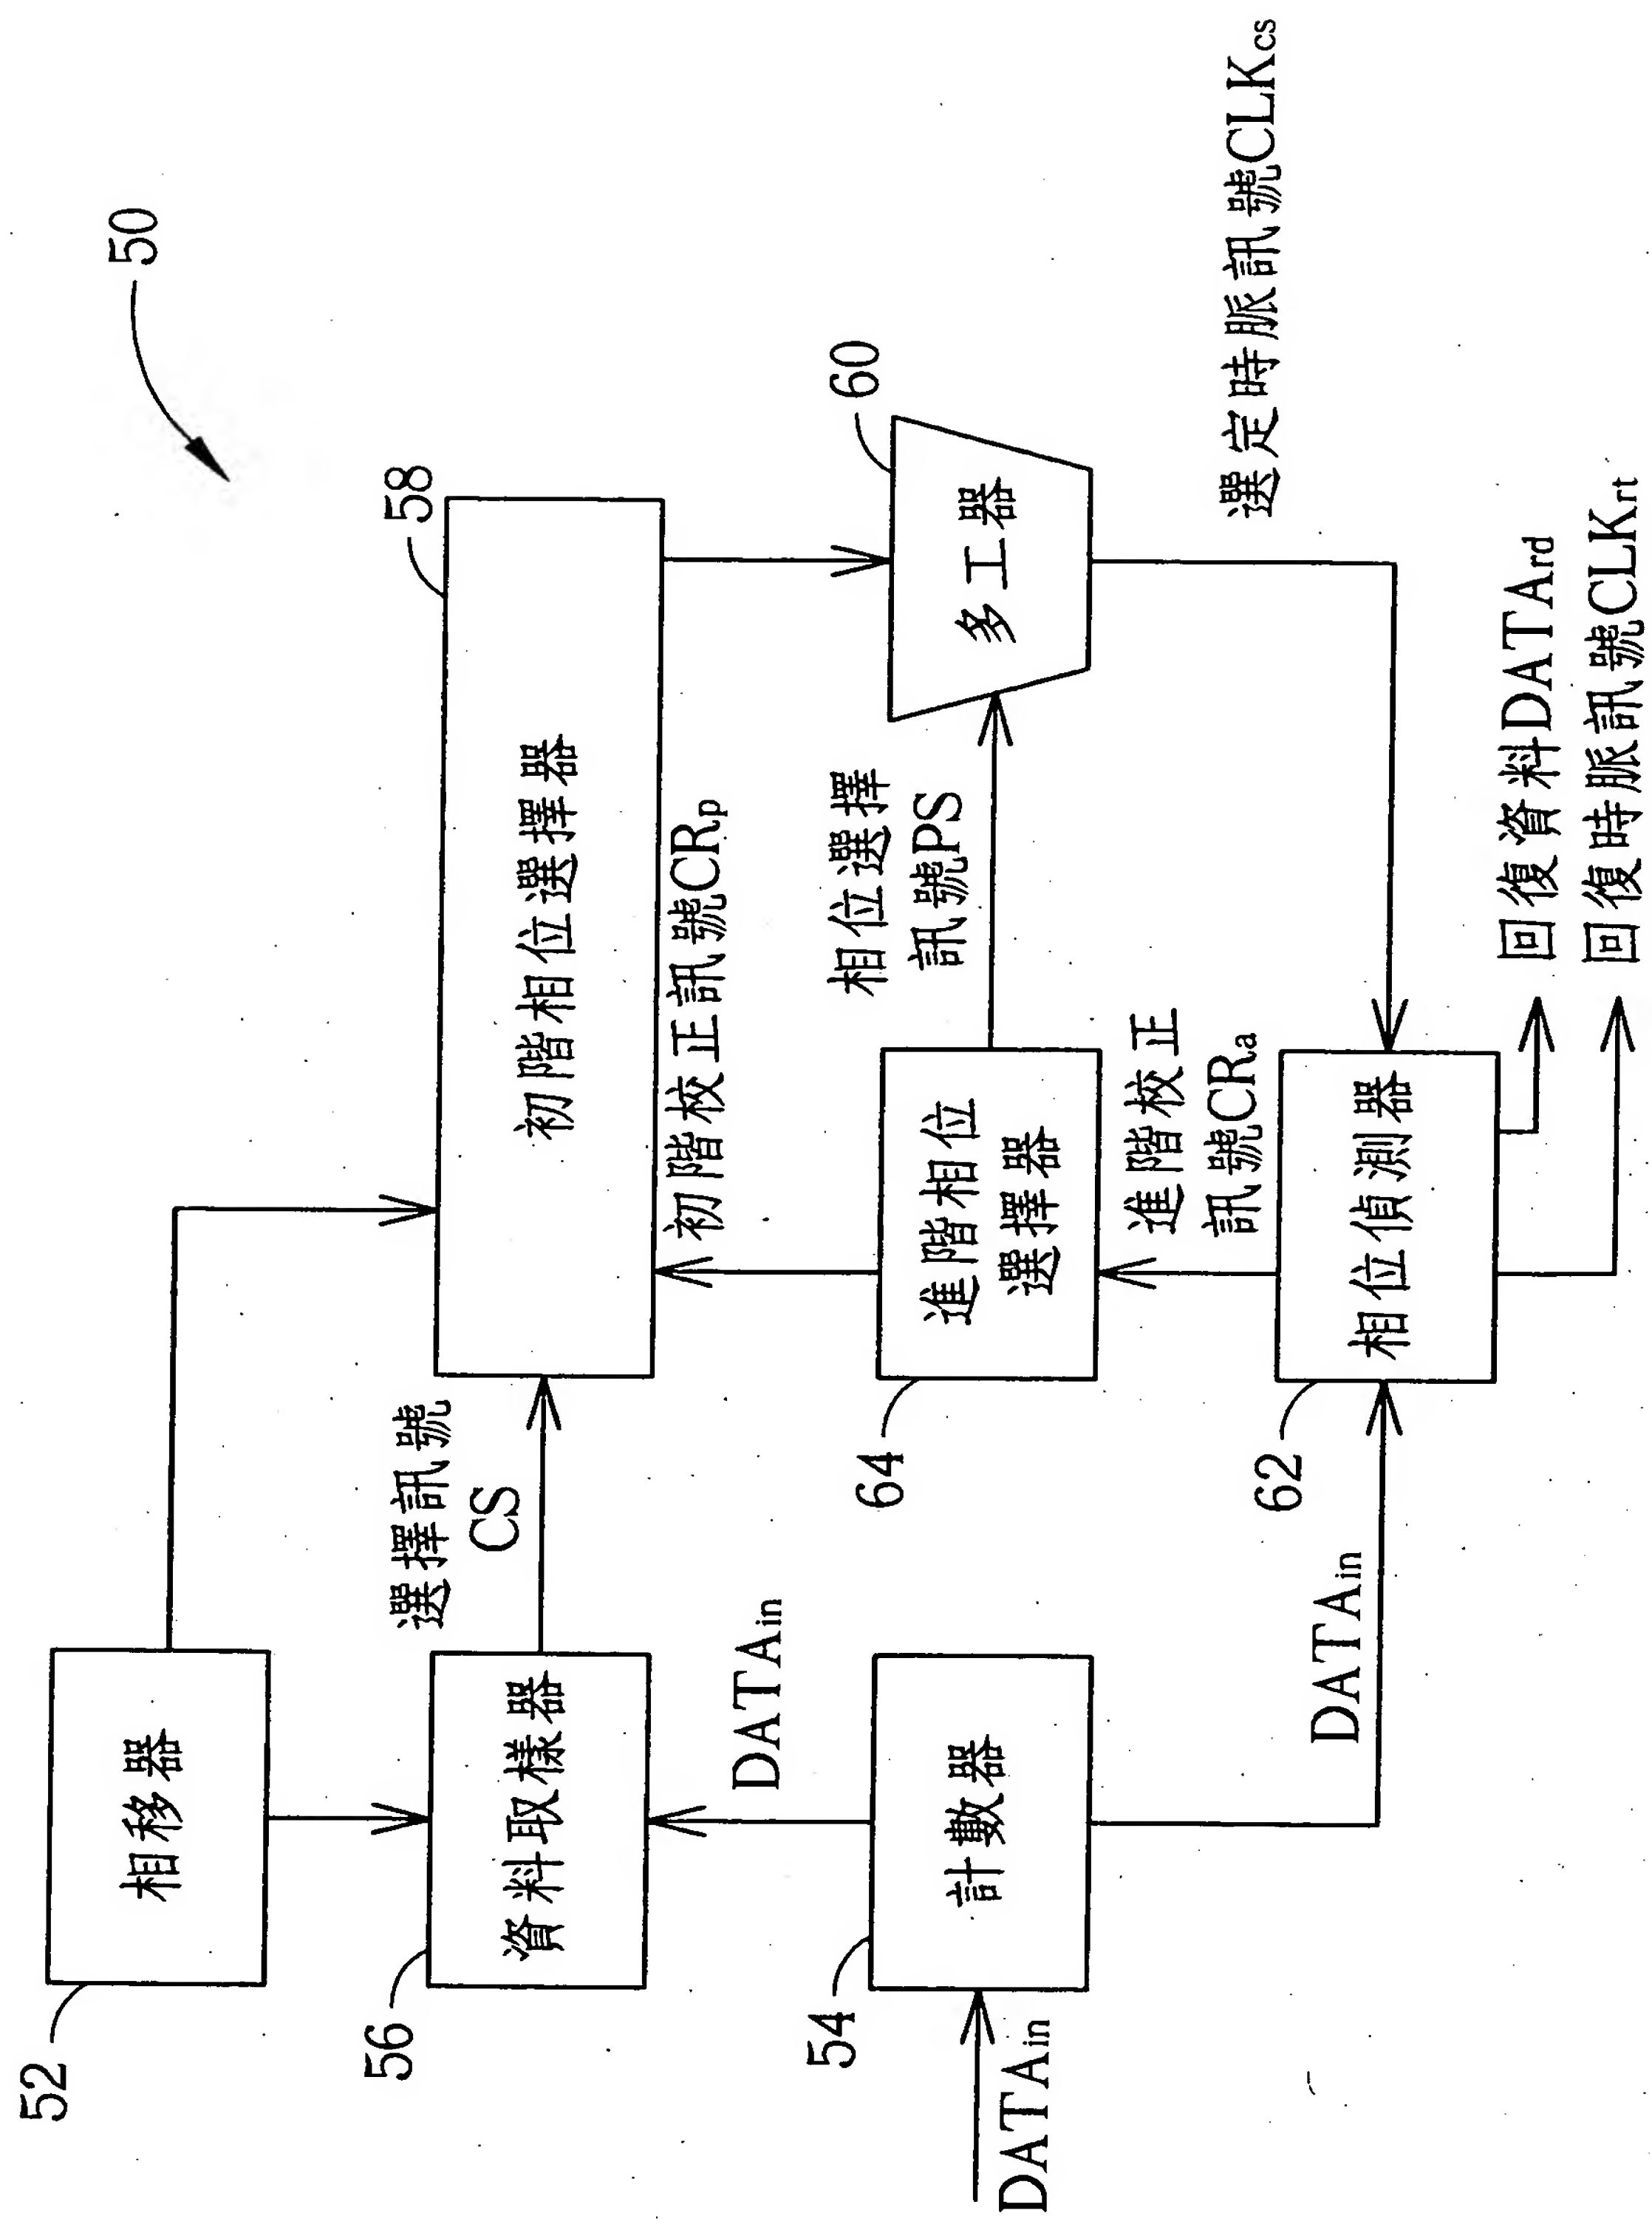 50
52
相移器
58
初階相位選擇器
選擇訊號
CS
56
資料取樣器
初階校正訊號CRp
60
多工器
相位選擇
訊號PS
DATAin
64
進階相位
選擇器
54
計數器
DATAin
進階校正
訊號CRa
選定時脈訊號CLKcs
62
相位偵測器
DATAin
回復資料DATArd
回復時脈訊號CLKrt